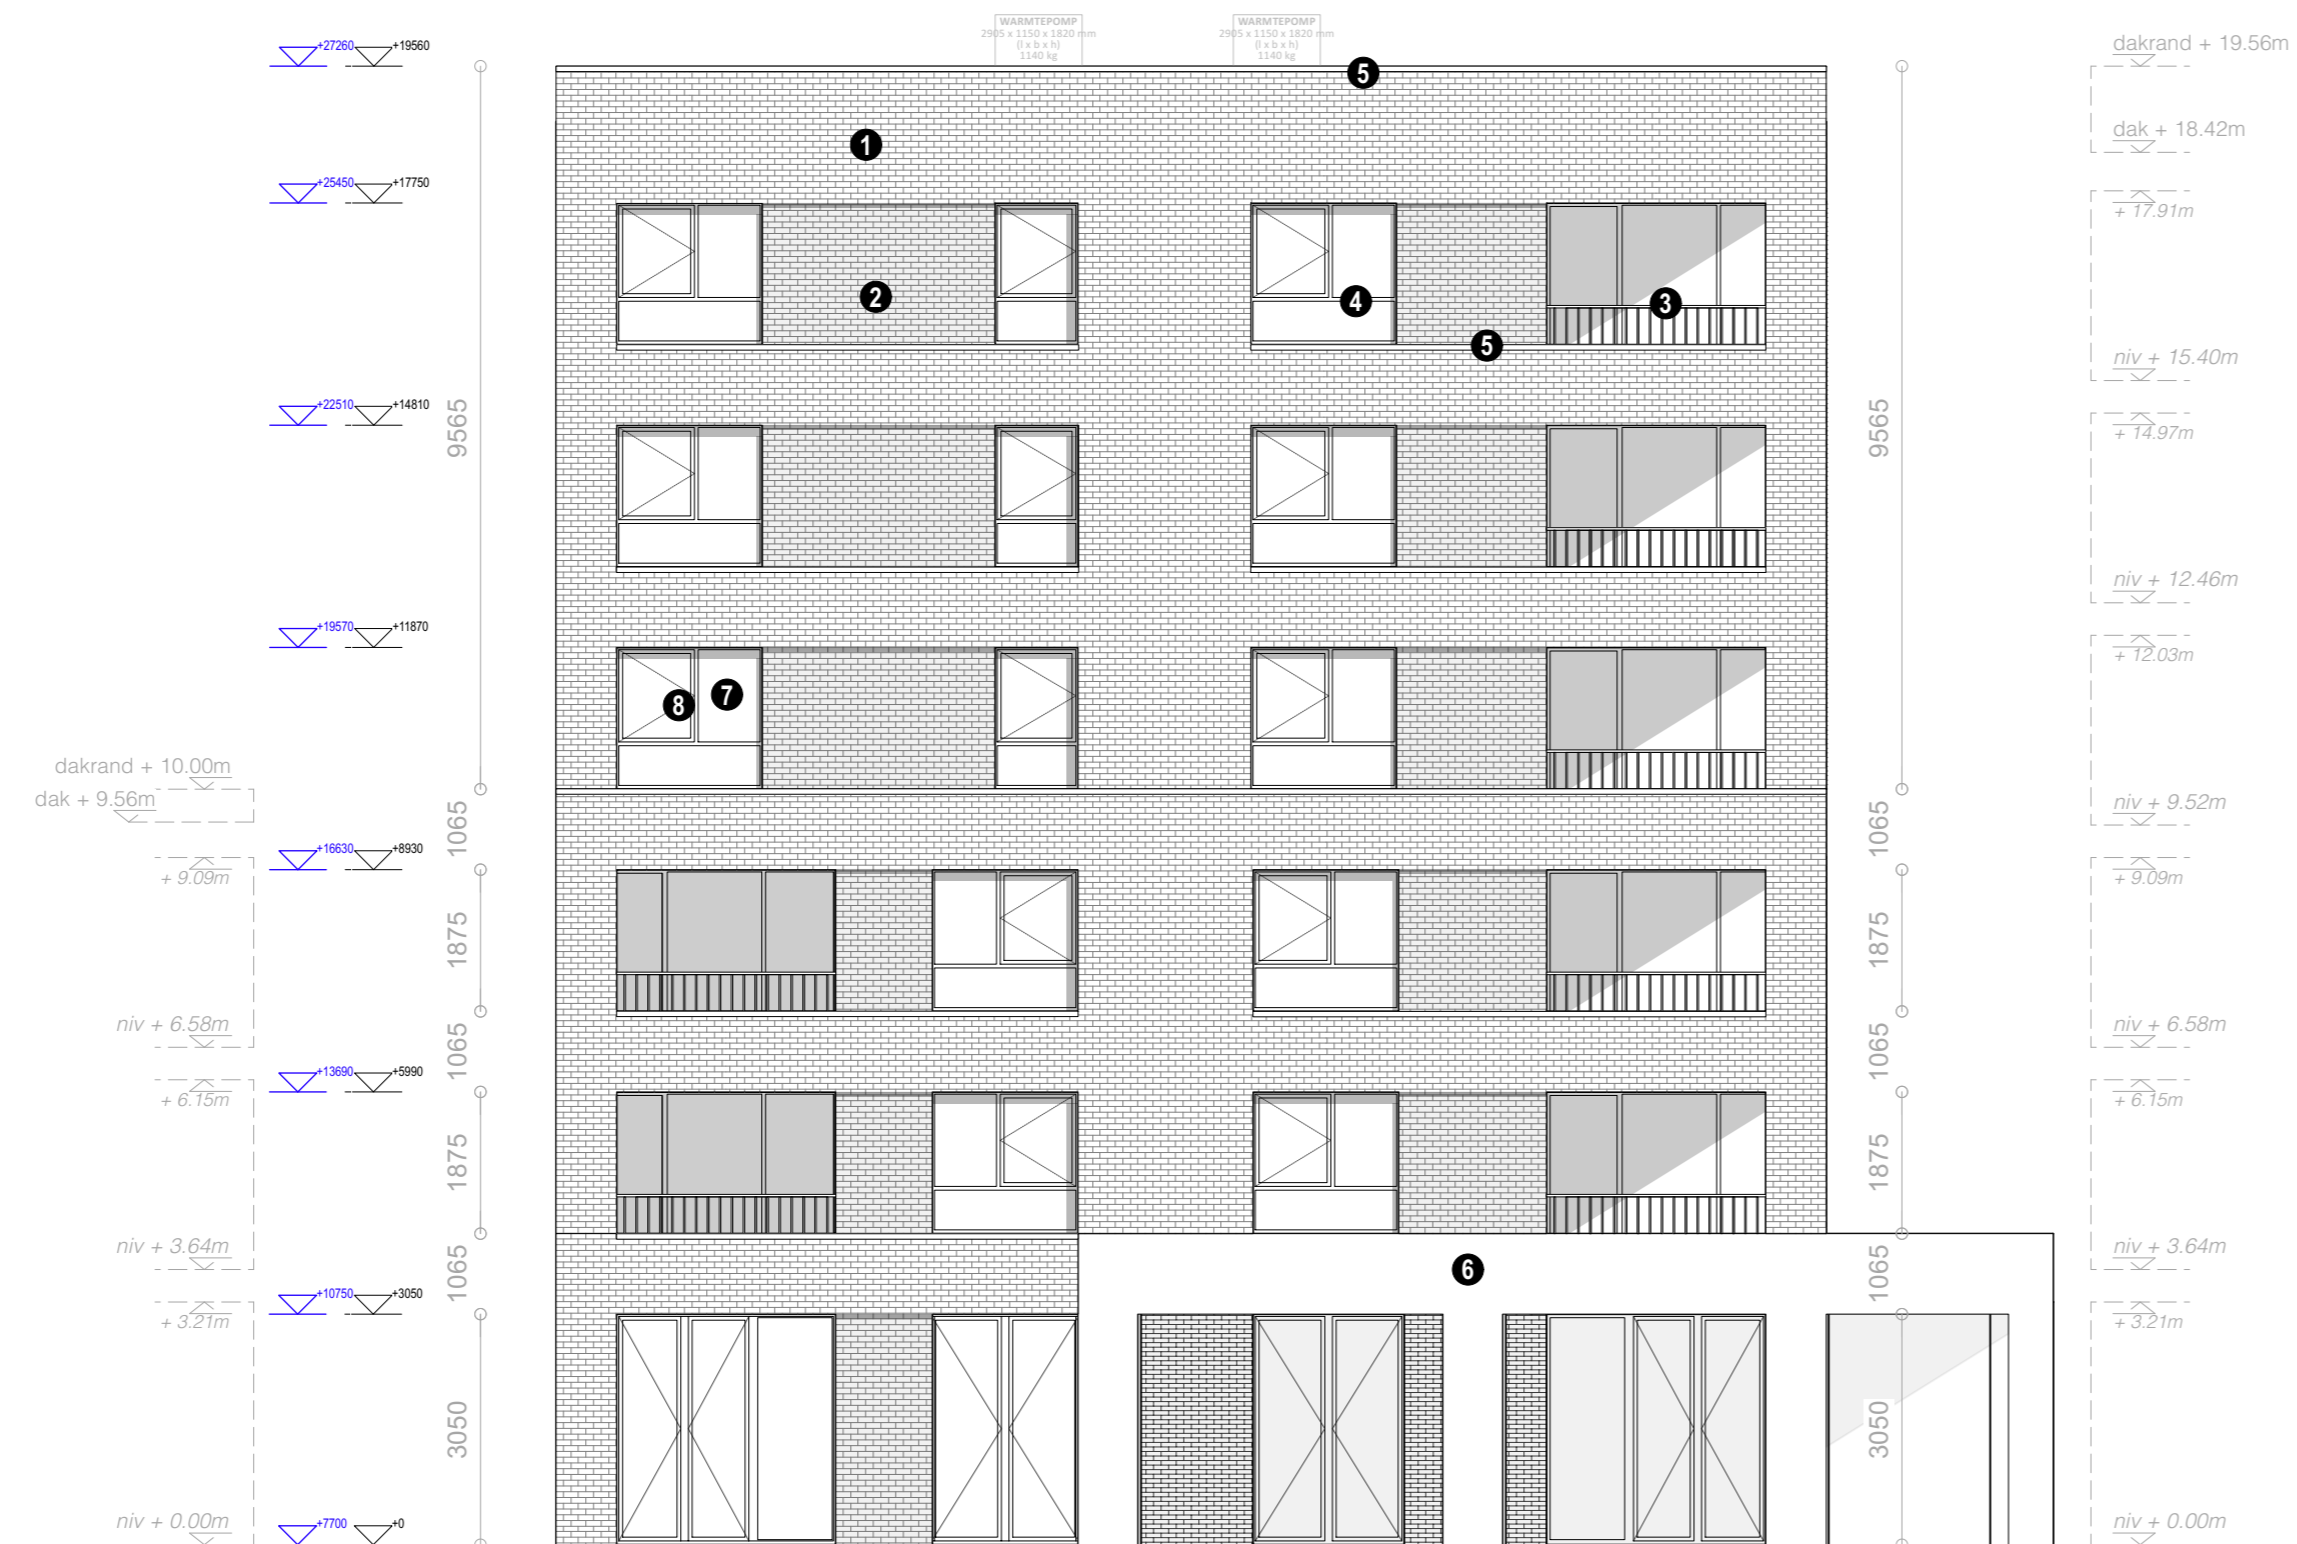 WARMTEPOMP
2905 x 1150 x 1820 mm
(l x b x h)
1140 kg
WARMTEPOMP
2905 x 1150 x 1820 mm
(l x b x h)
1140 kg
+27260 +19560
dakrand + 19.56m
5
dak + 18.42m
1
+25450 +17750
+ 17.91m
2
4
3
5
niv + 15.40m
+22510 +14810
9565
9565
+ 14.97m
niv + 12.46m
+19570 +11870
+ 12.03m
8
7
dakrand + 10.00m
dak + 9.56m
niv + 9.52m
1065
1065
+16630 +8930
+ 9.09m
+ 9.09m
1875
1875
niv + 6.58m
niv + 6.58m
1065
1065
+13690 +5990
+ 6.15m
+ 6.15m
1875
1875
niv + 3.64m
niv + 3.64m
6
1065
1065
+10750 +3050
+ 3.21m
+ 3.21m
3050
3050
niv + 0.00m
+7700 +0
niv + 0.00m